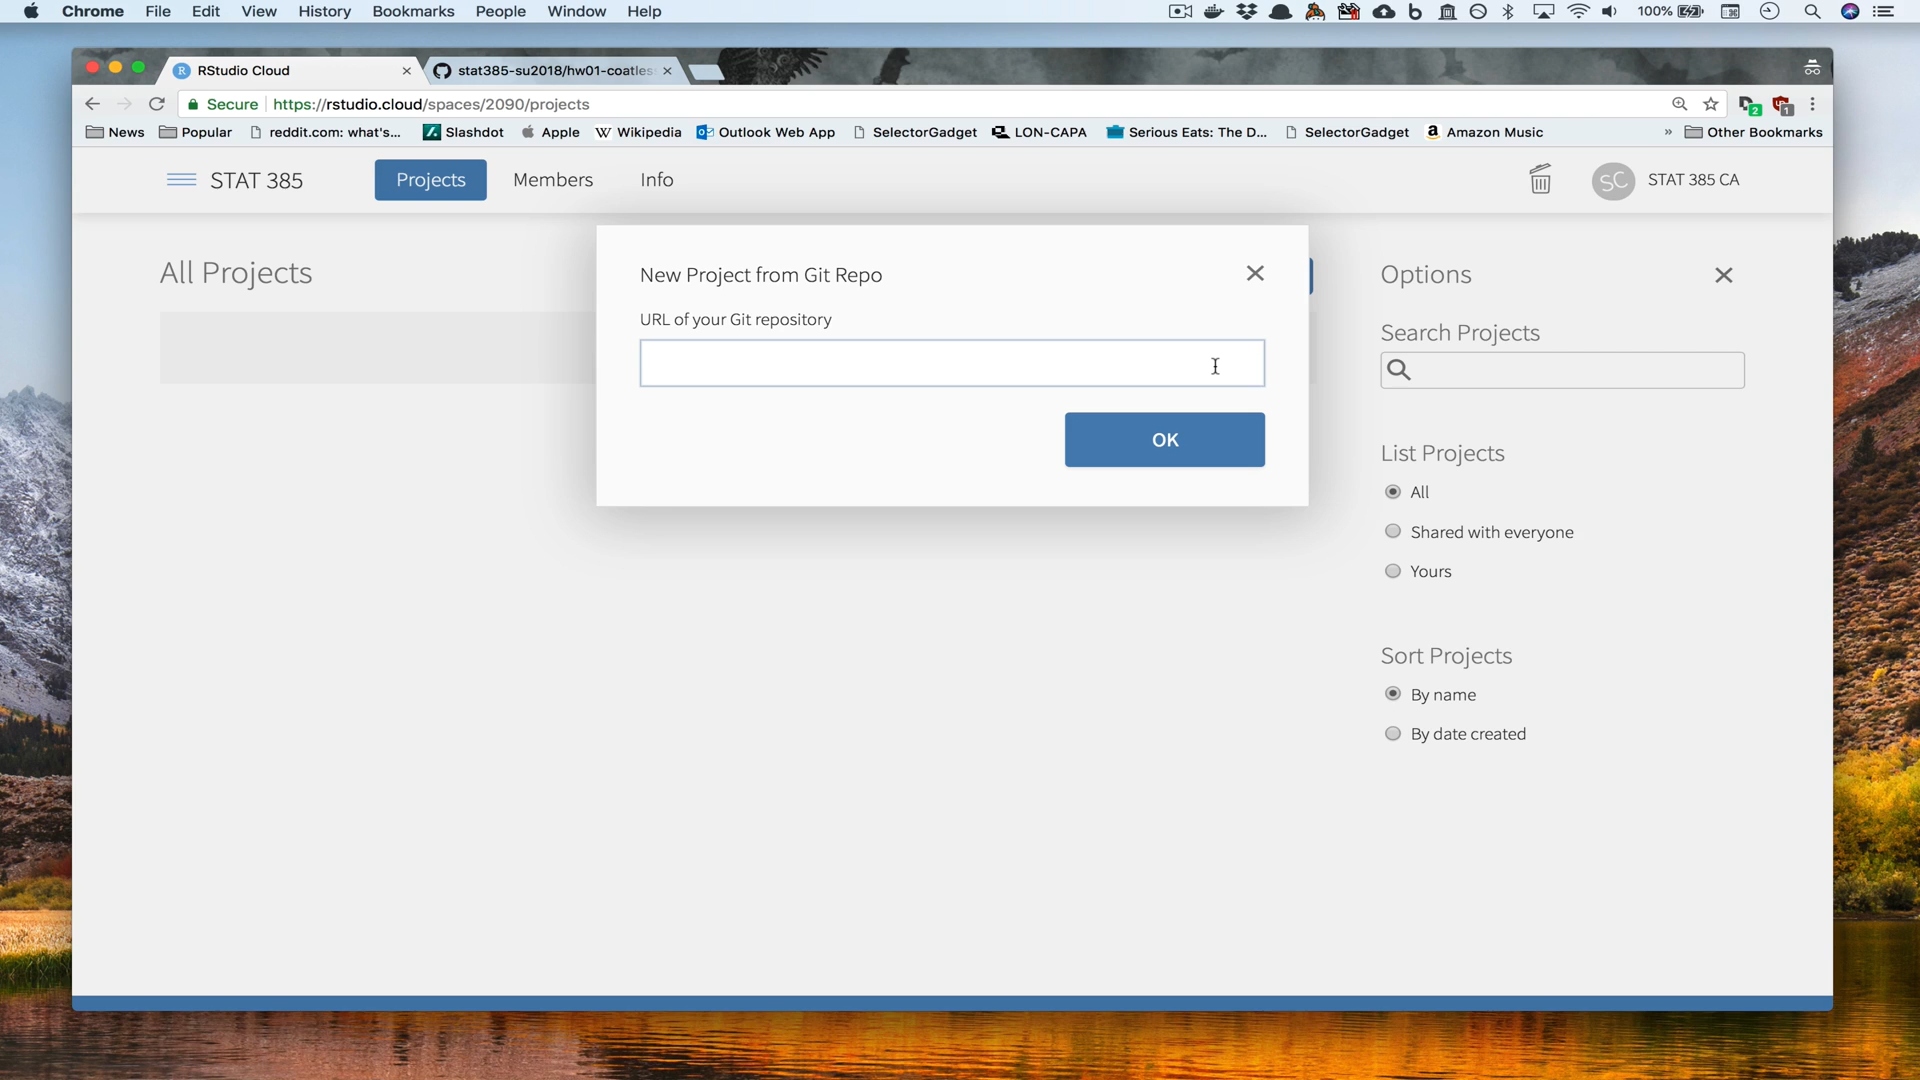 Chrome File Edit View History Bookmarks People Window Help 100%
RStudio Cloud stat385-su2018/hw01-coatles
Secure https://rstudio.cloud/spaces/2090/projects 2 1
News Popular reddit.com: what's... Slashdot Apple Wikipedia Outlook Web App SelectorGadget LON-CAPA Serious Eats: The D... SelectorGadget Amazon Music » Other Bookmarks
STAT 385 Projects Members Info SC STAT 385 CA
All Projects
New Project from Git Repo
URL of your Git repository
OK
Options
Search Projects
List Projects
All
Shared with everyone
Yours
Sort Projects
By name
By date created